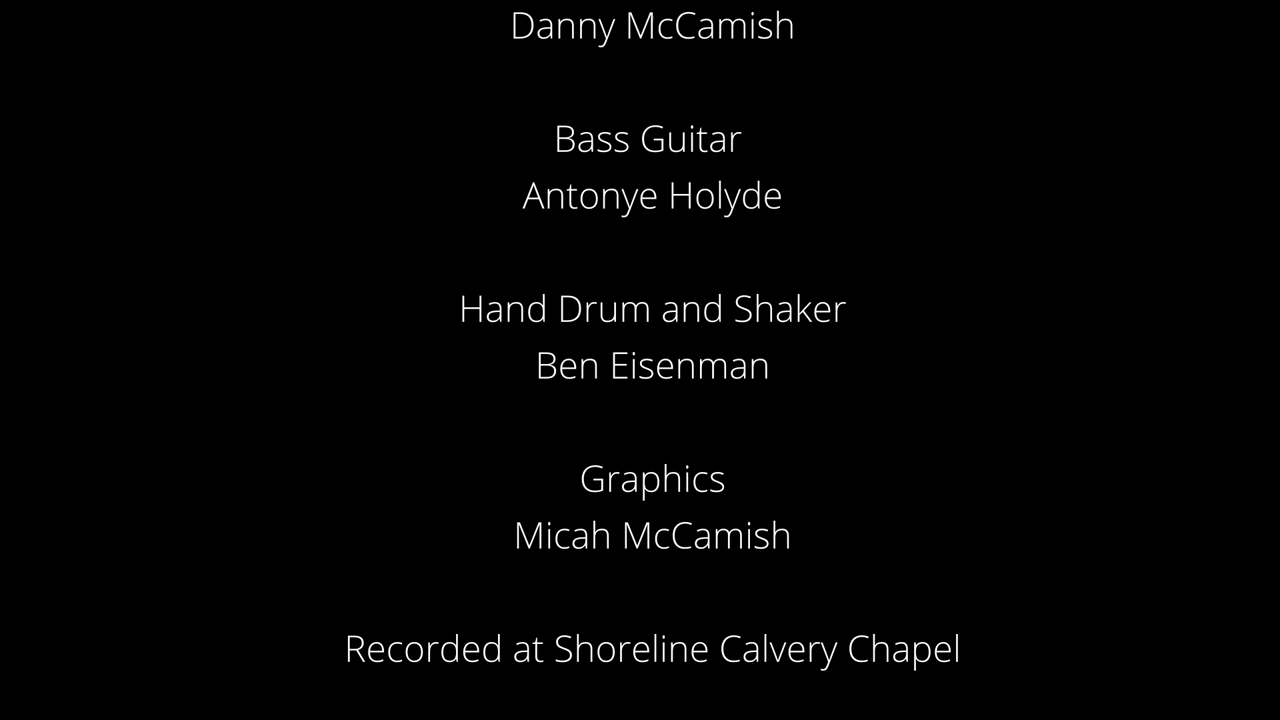 Danny McCamish
Bass Guitar
Antonye Holyde
Hand Drum and Shaker
Ben Eisenman
Graphics
Micah McCamish
Recorded at Shoreline Calvery Chapel